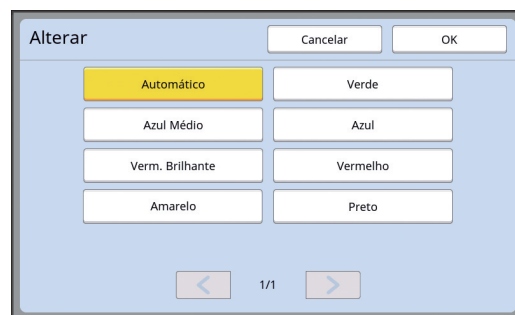 Alterar Cancelar OK
Automático Verde
Azul Médio Azul
Verm. Brilhante Vermelho
Amarelo Preto
1/1